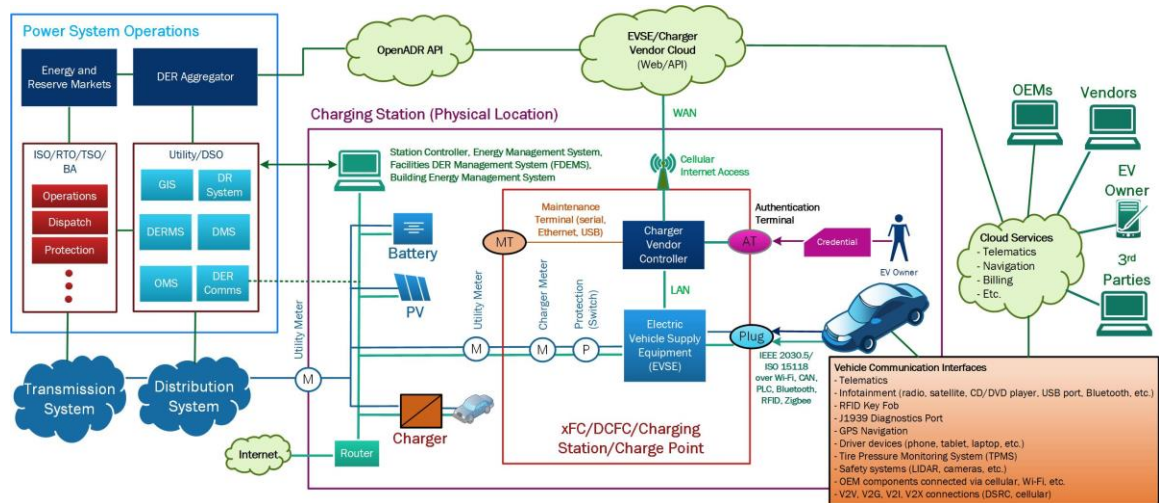 Power System Operations
Energy and
Reserve Markets
DER Aggregator
ISO/RTO/TSO/
BA
Operations
Dispatch
Protection
Utility/DSO
GIS
DR
System
DERMS
DMS
OMS
DER
Comms
Transmission
System
Distribution
System
OpenADR API
EVSE/Charger
Vendor Cloud
(Web/API)
WAN
Charging Station (Physical Location)
Station Controller, Energy Management System,
Facilities DER Management System (FDEMS),
Building Energy Management System
Cellular
Internet Access
Battery
PV
Utility Meter
M
Charger
Internet
Router
Maintenance
Terminal (serial,
Ethernet, USB)
MT
Charger
Vendor
Controller
Authentication
Terminal
AT
Credential
EV Owner
LAN
Utility Meter
M
Charger Meter
M
Protection
(Switch)
P
Electric
Vehicle Supply
Equipment
(EVSE)
Plug
IEEE 2030.5/
ISO 15118
over Wi-Fi, CAN,
PLC, Bluetooth,
RFID, Zigbee
xFC/DCFC/Charging
Station/Charge Point
OEMs
Vendors
EV
Owner
3rd
Parties
Cloud Services
- Telematics
- Navigation
- Billing
- Etc.
Vehicle Communication Interfaces
- Telematics
- Infotainment (radio, satellite, CD/DVD player, USB port, Bluetooth, etc.)
- RFID Key Fob
- J1939 Diagnostics Port
- GPS Navigation
- Driver devices (phone, tablet, laptop, etc.)
- Tire Pressure Monitoring System (TPMS)
- Safety systems (LIDAR, cameras, etc.)
- OEM components connected via cellular, Wi-Fi, etc.
- V2V, V2G, V2I, V2X connections (DSRC, cellular)